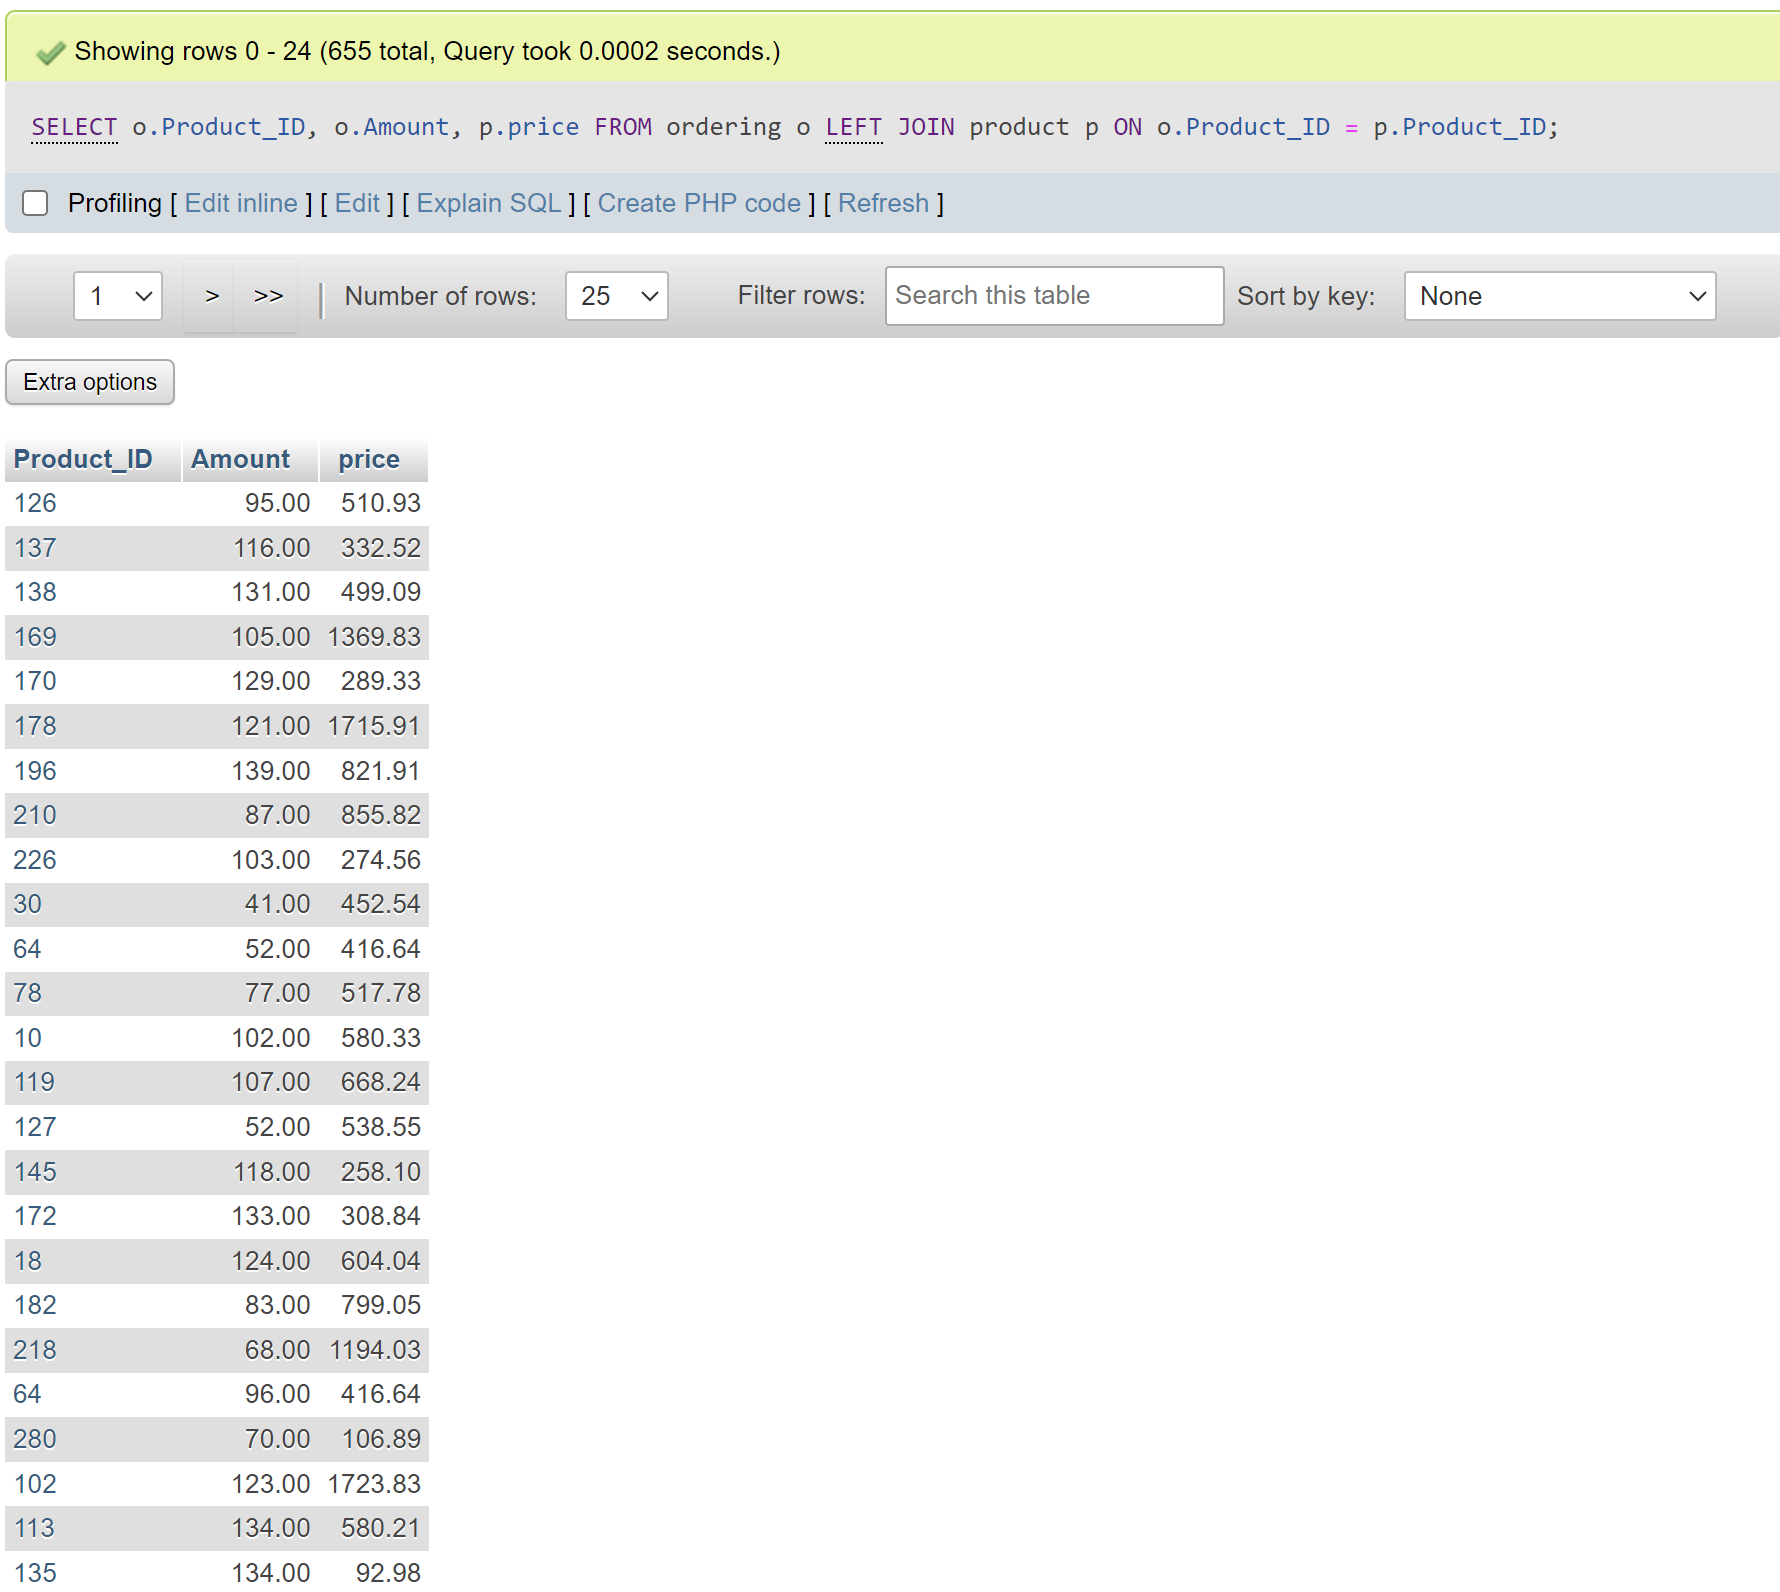 Showing rows 0 - 24 (655 total, Query took 0.0002 seconds.)
SELECT o.Product_ID, o.Amount, p.price FROM ordering o LEFT JOIN product p ON o.Product_ID = p.Product_ID;
Profiling [ Edit inline ] [ Edit ] [ Explain SQL ] [ Create PHP code ] [ Refresh ]
1 > >> | Number of rows: 25 Filter rows: Search this table Sort by key: None
Extra options
Product_ID Amount price
126 95.00 510.93
137 116.00 332.52
138 131.00 499.09
169 105.00 1369.83
170 129.00 289.33
178 121.00 1715.91
196 139.00 821.91
210 87.00 855.82
226 103.00 274.56
30 41.00 452.54
64 52.00 416.64
78 77.00 517.78
10 102.00 580.33
119 107.00 668.24
127 52.00 538.55
145 118.00 258.10
172 133.00 308.84
18 124.00 604.04
182 83.00 799.05
218 68.00 1194.03
64 96.00 416.64
280 70.00 106.89
102 123.00 1723.83
113 134.00 580.21
135 134.00 92.98